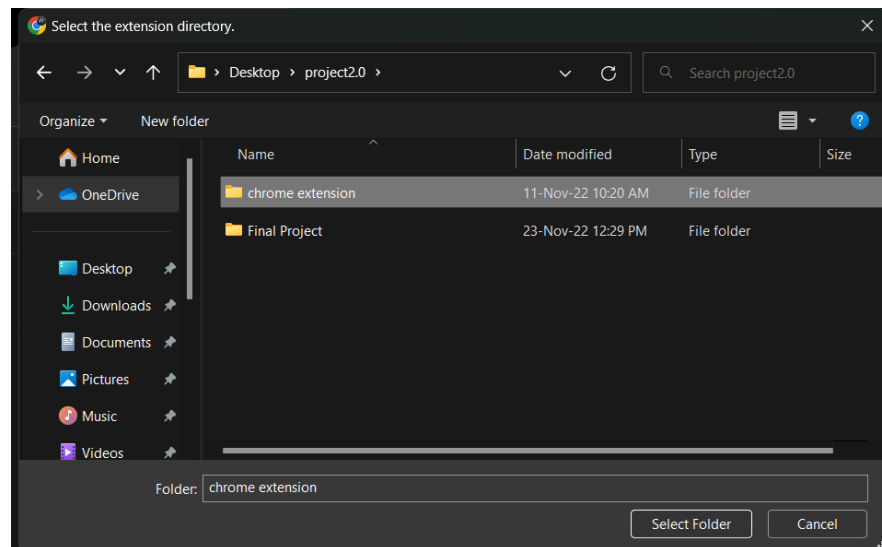 Select the extension directory.
Desktop > project2.0 >
Search project2.0
Organize New folder
Name Date modified Type Size
Home
OneDrive
chrome extension 11-Nov-22 10:20 AM File folder
Final Project 23-Nov-22 12:29 PM File folder
Desktop
Downloads
Documents
Pictures
Music
Videos
Folder: chrome extension
Select Folder Cancel